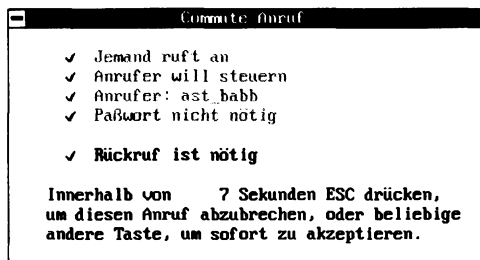 Commute Anruf
✓ Jemand ruft an
✓ Anrufer will steuern
✓ Anrufer: ast_babb
✓ Paßwort nicht nötig
✓ Rückruf ist nötig
Innerhalb von 7 Sekunden ESC drücken,
um diesen Anruf abzubrechen, oder beliebige
andere Taste, um sofort zu akzeptieren.